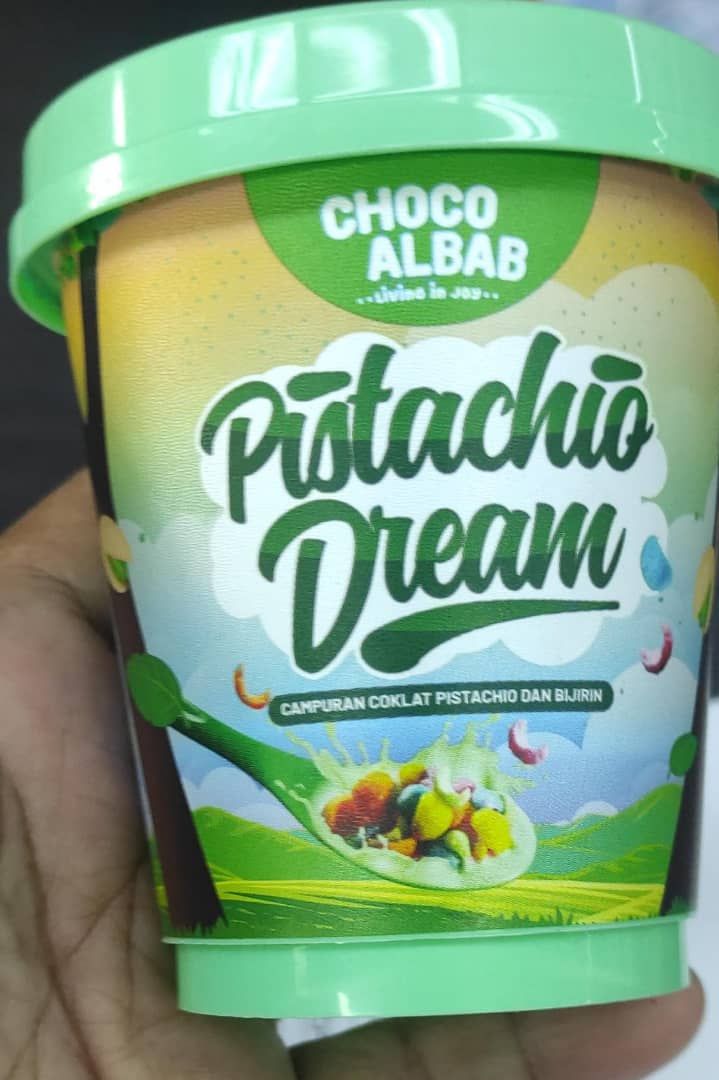 CHOCO
ALBAB
Living in Joy
Pistachio
Dream
CAMPURAN COKLAT PISTACHIO DAN BIJIRIN